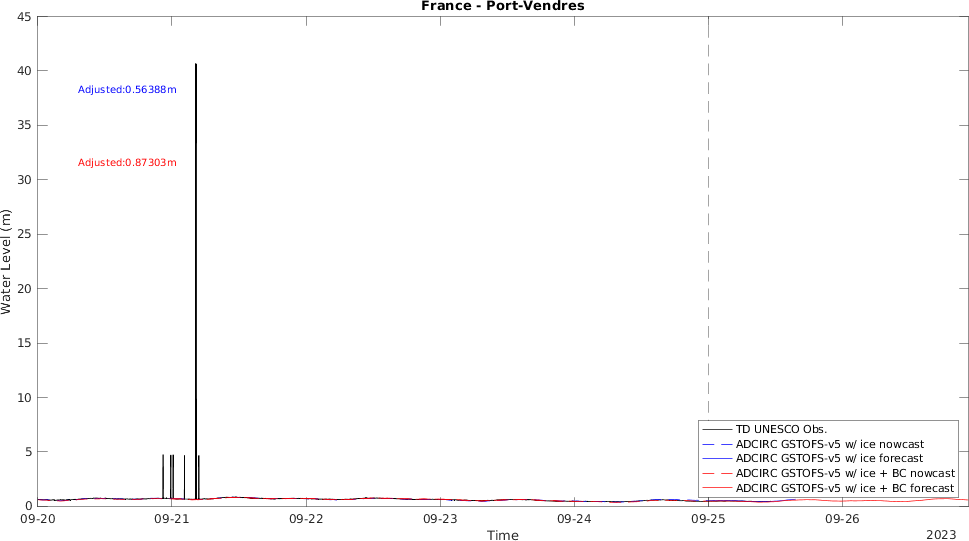 France - Port-Vendres
45
40
35
30
25
20
15
10
5
0
Water Level (m)
Adjusted:0.56388m
Adjusted:0.87303m
TD UNESCO Obs.
ADCIRC GSTOFS-v5 w/ ice nowcast
ADCIRC GSTOFS-v5 w/ ice forecast
ADCIRC GSTOFS-v5 w/ ice + BC nowcast
ADCIRC GSTOFS-v5 w/ ice + BC forecast
09-20 09-21 09-22 09-23 09-24 09-25 09-26
Time
2023